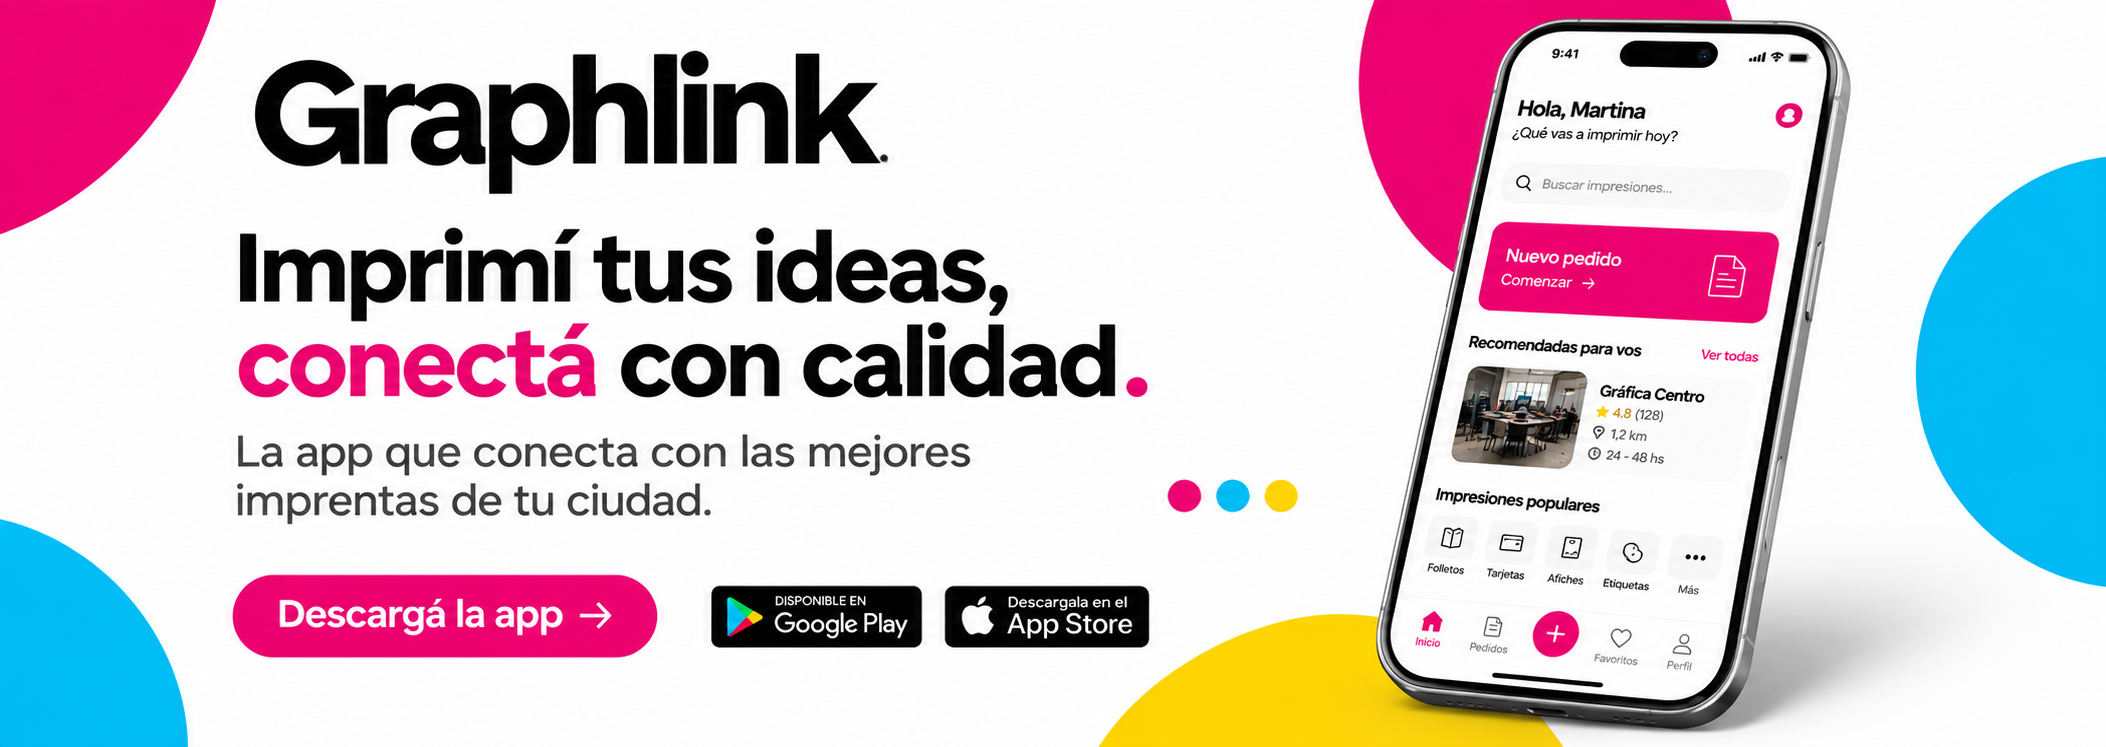 Graphlink.
Imprimí tus ideas,
conectá con calidad.
La app que conecta con las mejores
imprentas de tu ciudad.
Descargá la app →
DISPONIBLE EN
Google Play
Descargala en el
App Store
9:41
Hola, Martina
¿Qué vas a imprimir hoy?
Buscar impresiones...
Nuevo pedido
Comenzar →
Recomendadas para vos
Ver todas
Gráfica Centro
4.8 (128)
1,2 km
24 - 48 hs
Impresiones populares
Folletos Tarjetas Afiches Etiquetas Más
Inicio Pedidos + Favoritos Perfil